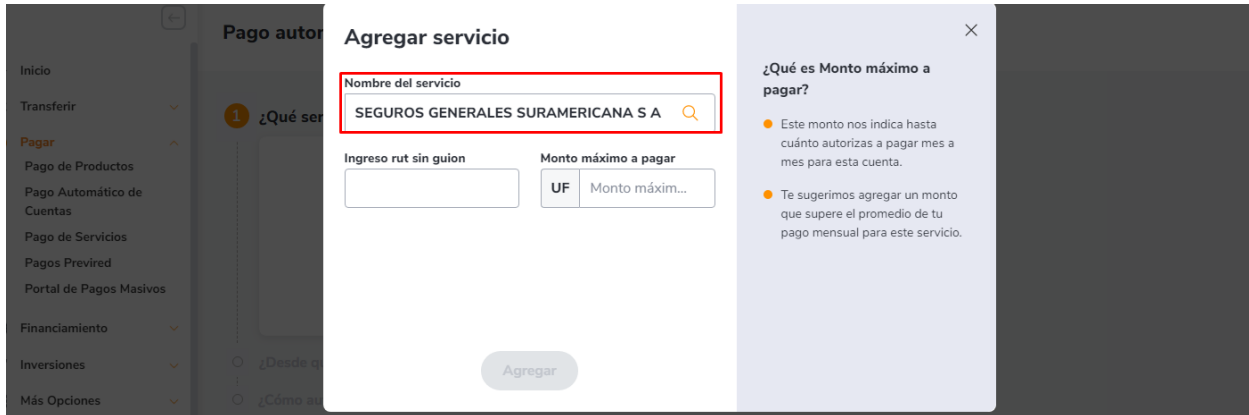 Inicio
Transferir
Pagar
Pago de Productos
Pago Automático de
Cuentas
Pago de Servicios
Pagos Previred
Portal de Pagos Masivos
Financiamiento
Inversiones
Más Opciones
Pago autor
1 ¿Qué ser
¿Desde qu
¿Cómo au
Agregar servicio
Nombre del servicio
SEGUROS GENERALES SURAMERICANA S A
Ingreso rut sin guion
Monto máximo a pagar
UF Monto máxim...
Agregar
¿Qué es Monto máximo a
pagar?
Este monto nos indica hasta
cuánto autorizas a pagar mes a
mes para esta cuenta.
Te sugerimos agregar un monto
que supere el promedio de tu
pago mensual para este servicio.